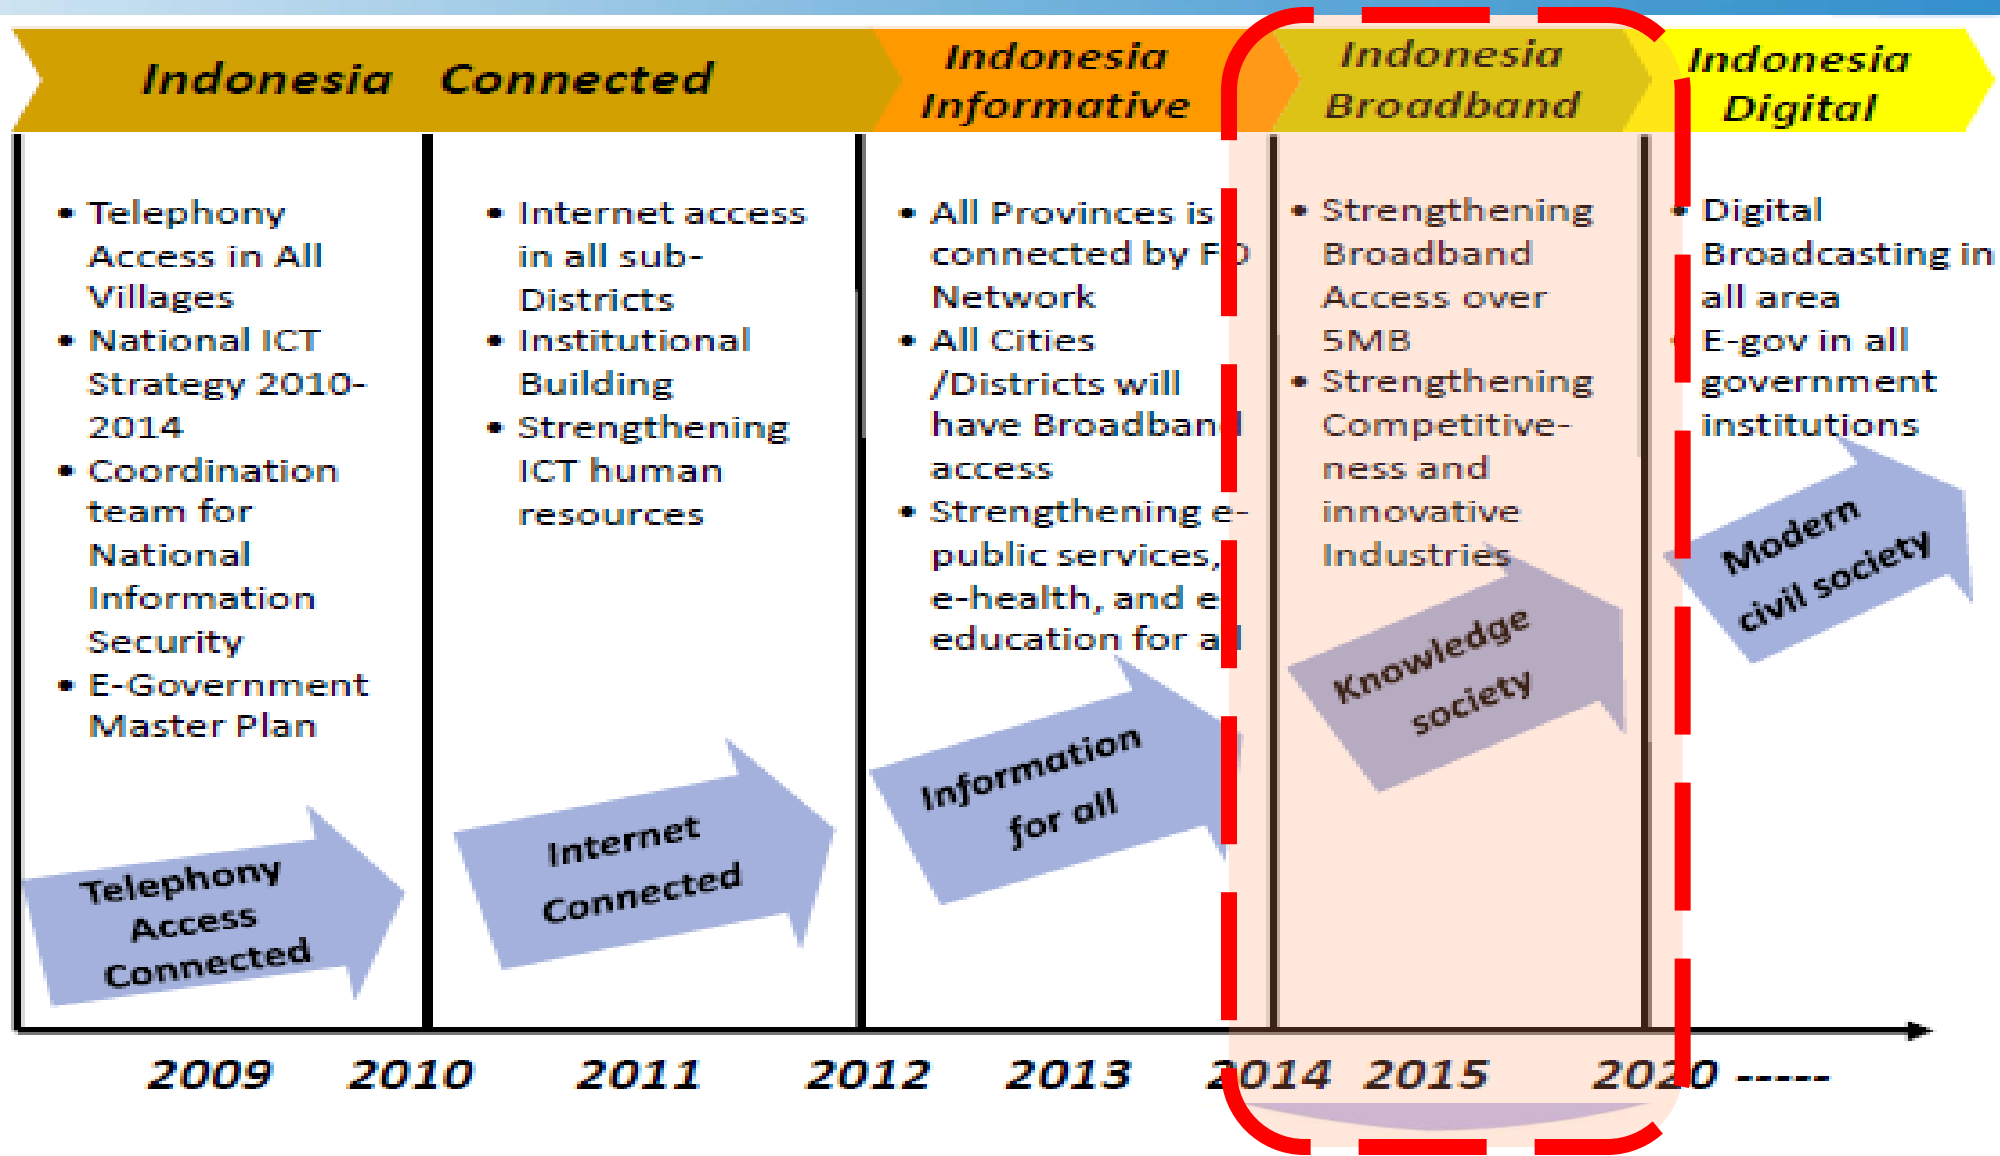 Indonesia Connected
Indonesia
Informative
Indonesia
Broadband
Indonesia
Digital
• Telephony
Access in All
Villages
• National ICT
Strategy 2010-
2014
• Coordination
team for
National
Information
Security
• E-Government
Master Plan
• Internet access
in all sub-
Districts
• Institutional
Building
• Strengthening
ICT human
resources
• All Provinces is
connected by FO
Network
• All Cities
/Districts will
have Broadband
access
• Strengthening e-
public services,
e-health, and e
education for all
• Strengthening
Broadband
Access over
5MB
• Strengthening
Competitive-
ness and
innovative
Industries
• Digital
Broadcasting in
all area
• E-gov in all
government
institutions
Telephony
Access
Connected
Internet
Connected
Information
for all
Knowledge
society
Modern
civil society
2009 2010 2011 2012 2013 2014 2015 2020 -----